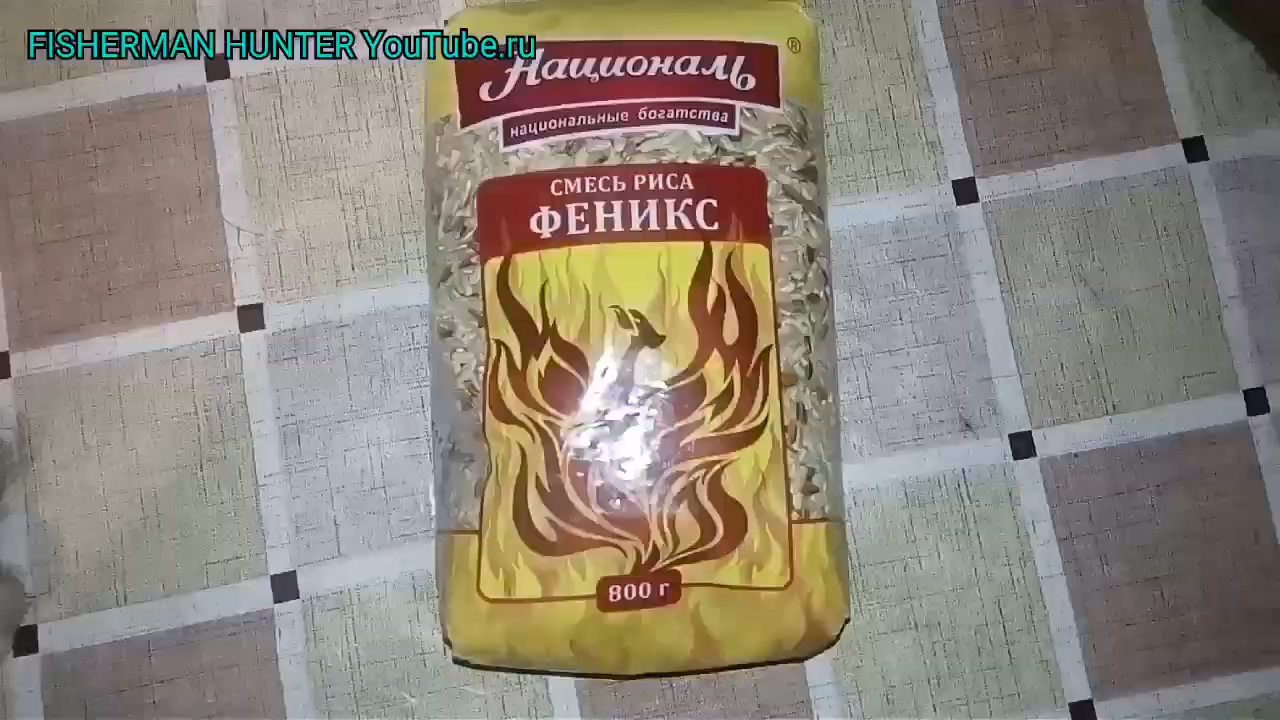 FISHERMAN HUNTER YouTube.ru
Националь®
национальные богатства
СМЕСЬ РИСА
ФЕНИКС
800 г